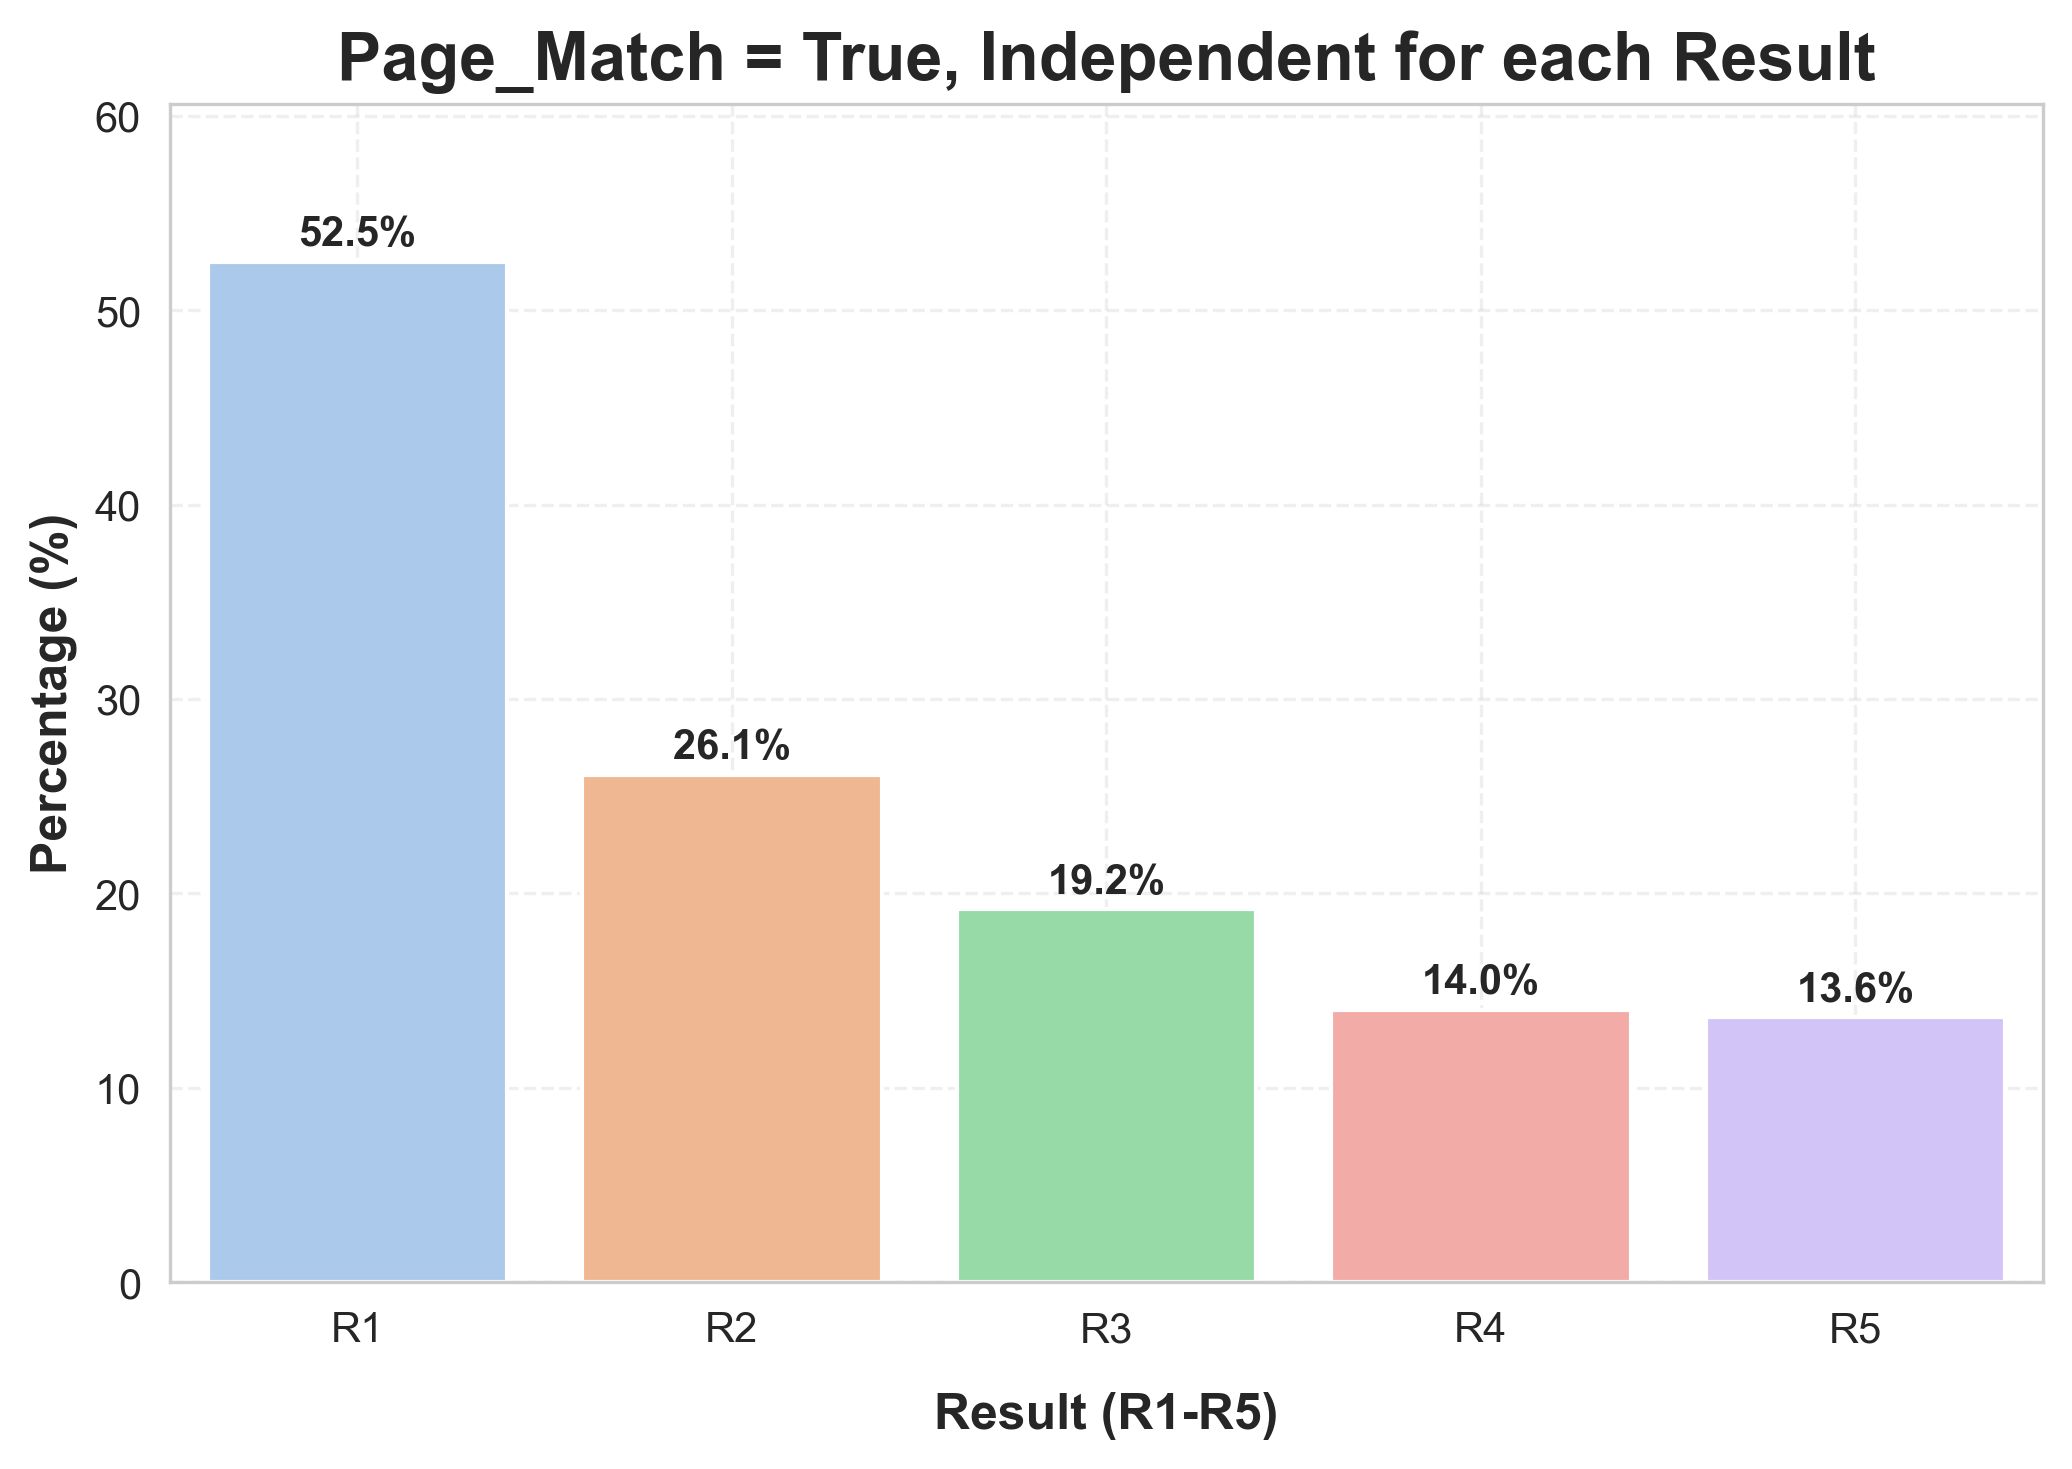 Page_Match = True, Independent for each Result
60
50
40
30
20
10
0
Percentage (%)
52.5%
26.1%
19.2%
14.0%
13.6%
R1
R2
R3
R4
R5
Result (R1-R5)